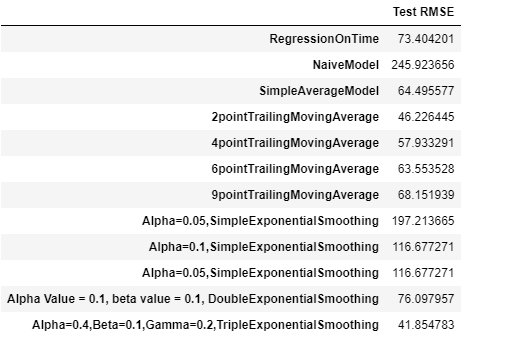 Test RMSE
RegressionOnTime 73.404201
NaiveModel 245.923656
SimpleAverageModel 64.495577
2pointTrailingMovingAverage 46.226445
4pointTrailingMovingAverage 57.933291
6pointTrailingMovingAverage 63.553528
9pointTrailingMovingAverage 68.151939
Alpha=0.05,SimpleExponentialSmoothing 197.213665
Alpha=0.1,SimpleExponentialSmoothing 116.677271
Alpha=0.05,SimpleExponentialSmoothing 116.677271
Alpha Value = 0.1, beta value = 0.1, DoubleExponentialSmoothing 76.097957
Alpha=0.4,Beta=0.1,Gamma=0.2,TripleExponentialSmoothing 41.854783